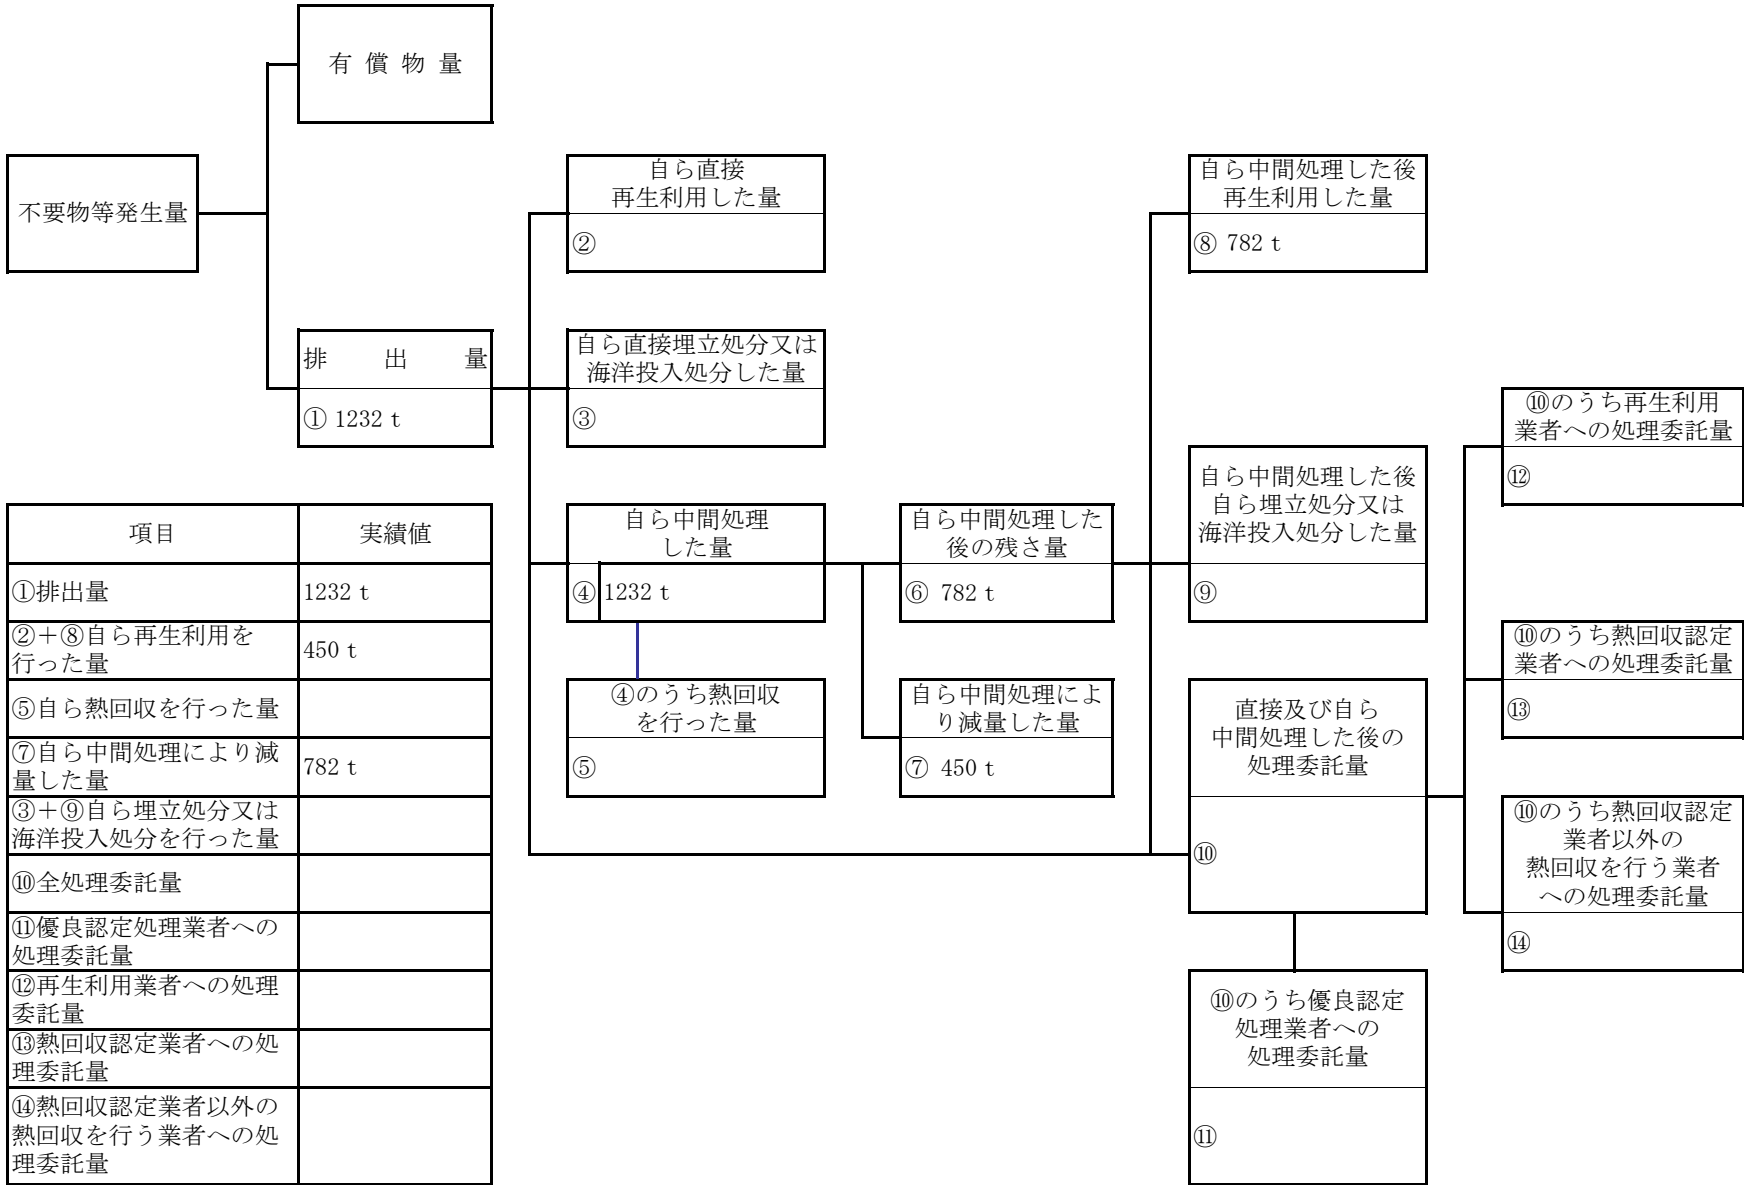 有 償 物 量
不要物等発生量
排 出 量
① 1232 t
自ら直接
再生利用した量
②
自ら直接埋立処分又は
海洋投入処分した量
③
自ら中間処理
した量
④ 1232 t
④のうち熱回収
を行った量
⑤
自ら中間処理した
後の残さ量
⑥ 782 t
自ら中間処理によ
り減量した量
⑦ 450 t
自ら中間処理した後
再生利用した量
⑧ 782 t
自ら中間処理した後
自ら埋立処分又は
海洋投入処分した量
⑨
直接及び自ら
中間処理した後の
処理委託量
⑩
⑩のうち優良認定
処理業者への
処理委託量
⑪
⑩のうち再生利用
業者への処理委託量
⑫
⑩のうち熱回収認定
業者への処理委託量
⑬
⑩のうち熱回収認定
業者以外の
熱回収を行う業者
への処理委託量
⑭
項目 実績値
①排出量 1232 t
②+⑧自ら再生利用を
行った量 450 t
⑤自ら熱回収を行った量
⑦自ら中間処理により減
量した量 782 t
③+⑨自ら埋立処分又は
海洋投入処分を行った量
⑩全処理委託量
⑪優良認定処理業者への
処理委託量
⑫再生利用業者への処理
委託量
⑬熱回収認定業者への処
理委託量
⑭熱回収認定業者以外の
熱回収を行う業者への処
理委託量